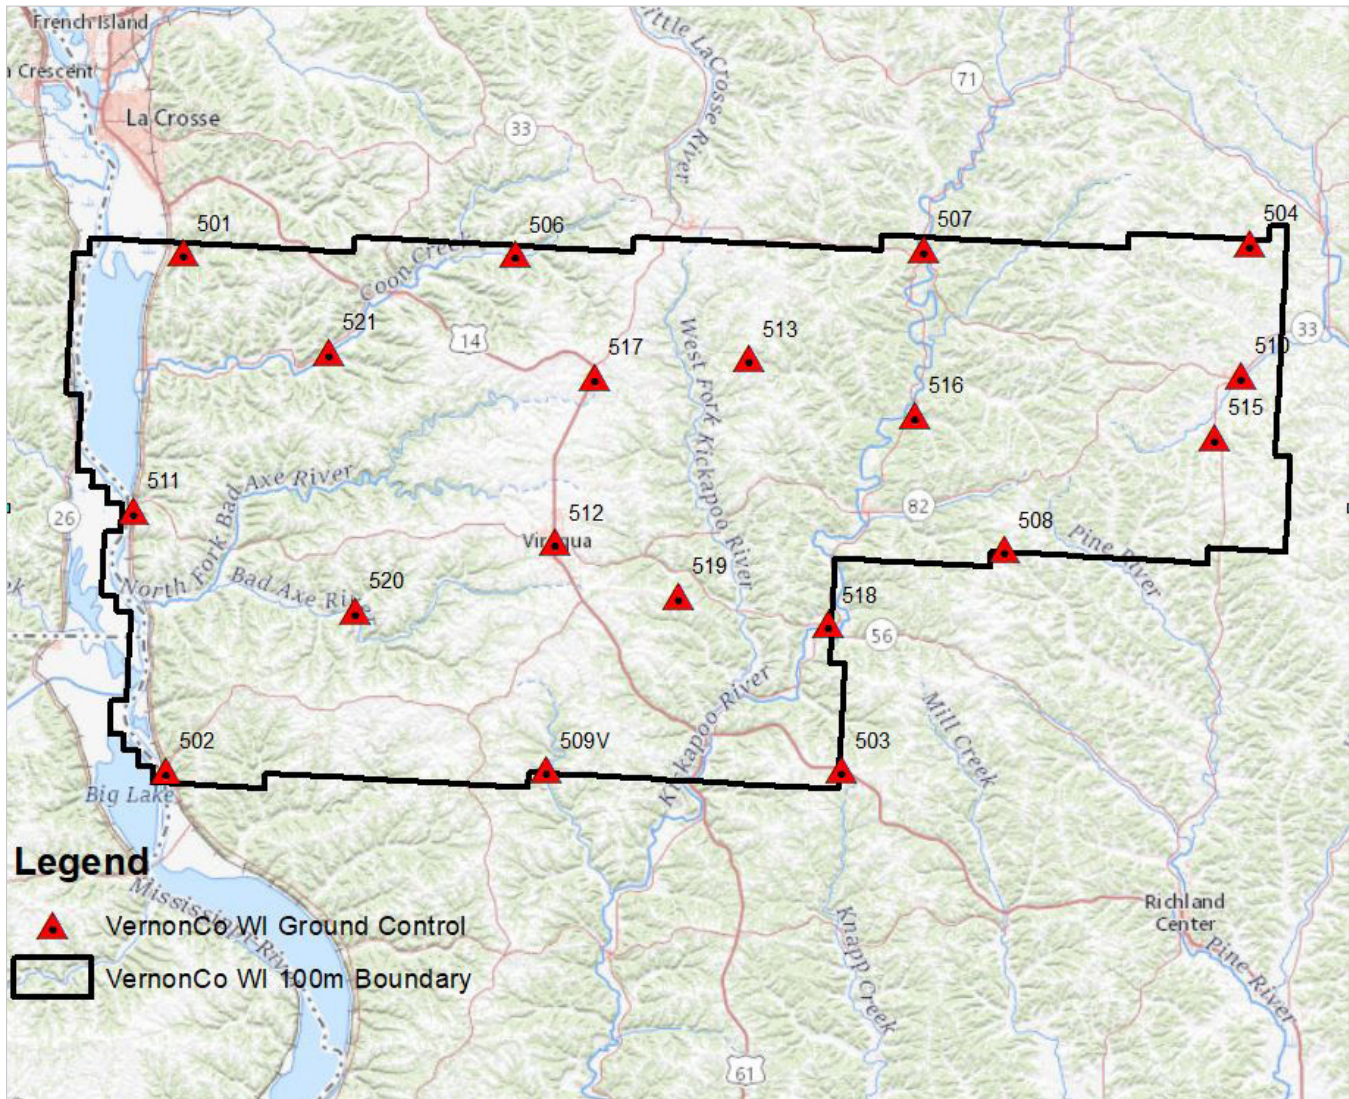 French Island
Crescent
La Crosse
Little LaCrosse River
71
33
501
506
507
504
Coon Creek
521
14
517
513
West Fork Kickapoo River
33
510
516
515
511
26
North Fork Bad Axe River
82
512
Viroqua
508
Pine River
519
520
Bad Axe Rive
518
56
Kickapoo River
Mill Creek
502
509V
503
Big Lake
Legend
Mississippi River
VernonCo WI Ground Control
VernonCo WI 100m Boundary
Knapp Creek
Richland
Center
Pine River
61